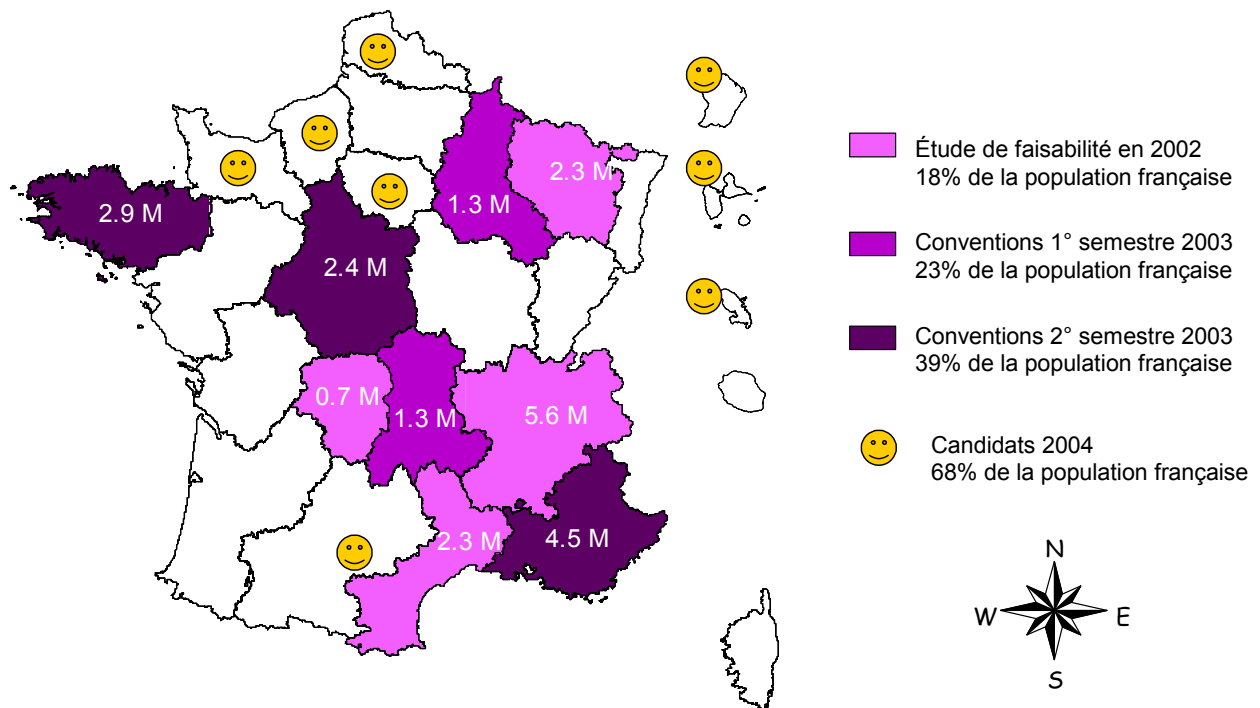 2.3 M
1.3 M
2.9 M
2.4 M
0.7 M
1.3 M
5.6 M
2.3 M
4.5 M
Étude de faisabilité en 2002
18% de la population française
Conventions 1° semestre 2003
23% de la population française
Conventions 2° semestre 2003
39% de la population française
Candidats 2004
68% de la population française
N
W E
S